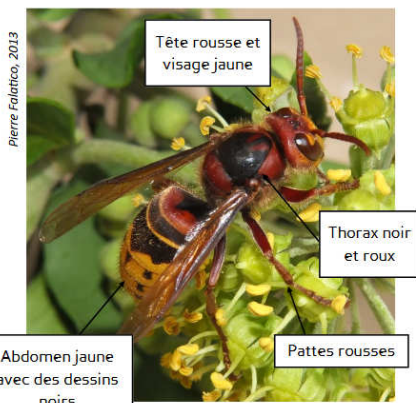 Pierre Falatico, 2013
Tête rousse et
visage jaune
Thorax noir
et roux
Pattes rousses
Abdomen jaune
avec des dessins
noirs